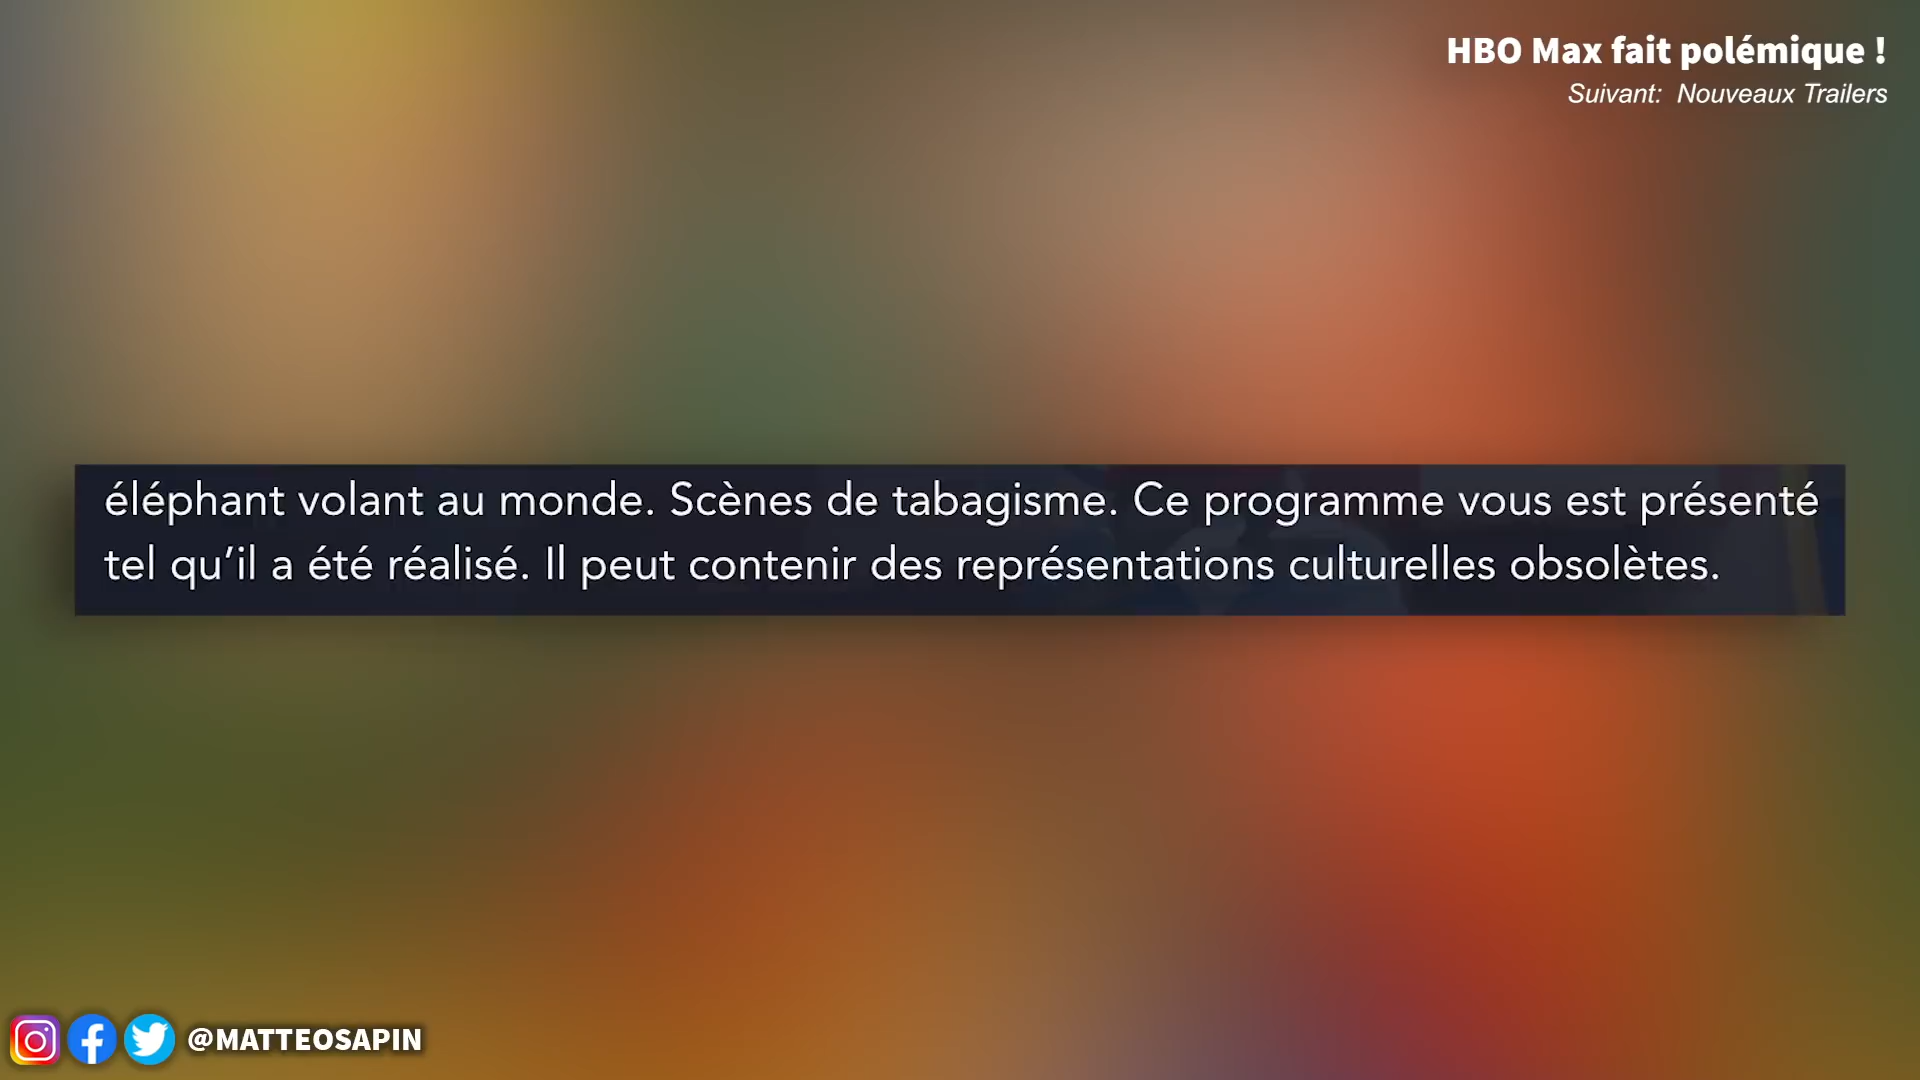 HBO Max fait polémique !
Suivant: Nouveaux Trailers
éléphant volant au monde. Scènes de tabagisme. Ce programme vous est présenté
tel qu’il a été réalisé. Il peut contenir des représentations culturelles obsolètes.
@MATTEOSAPIN